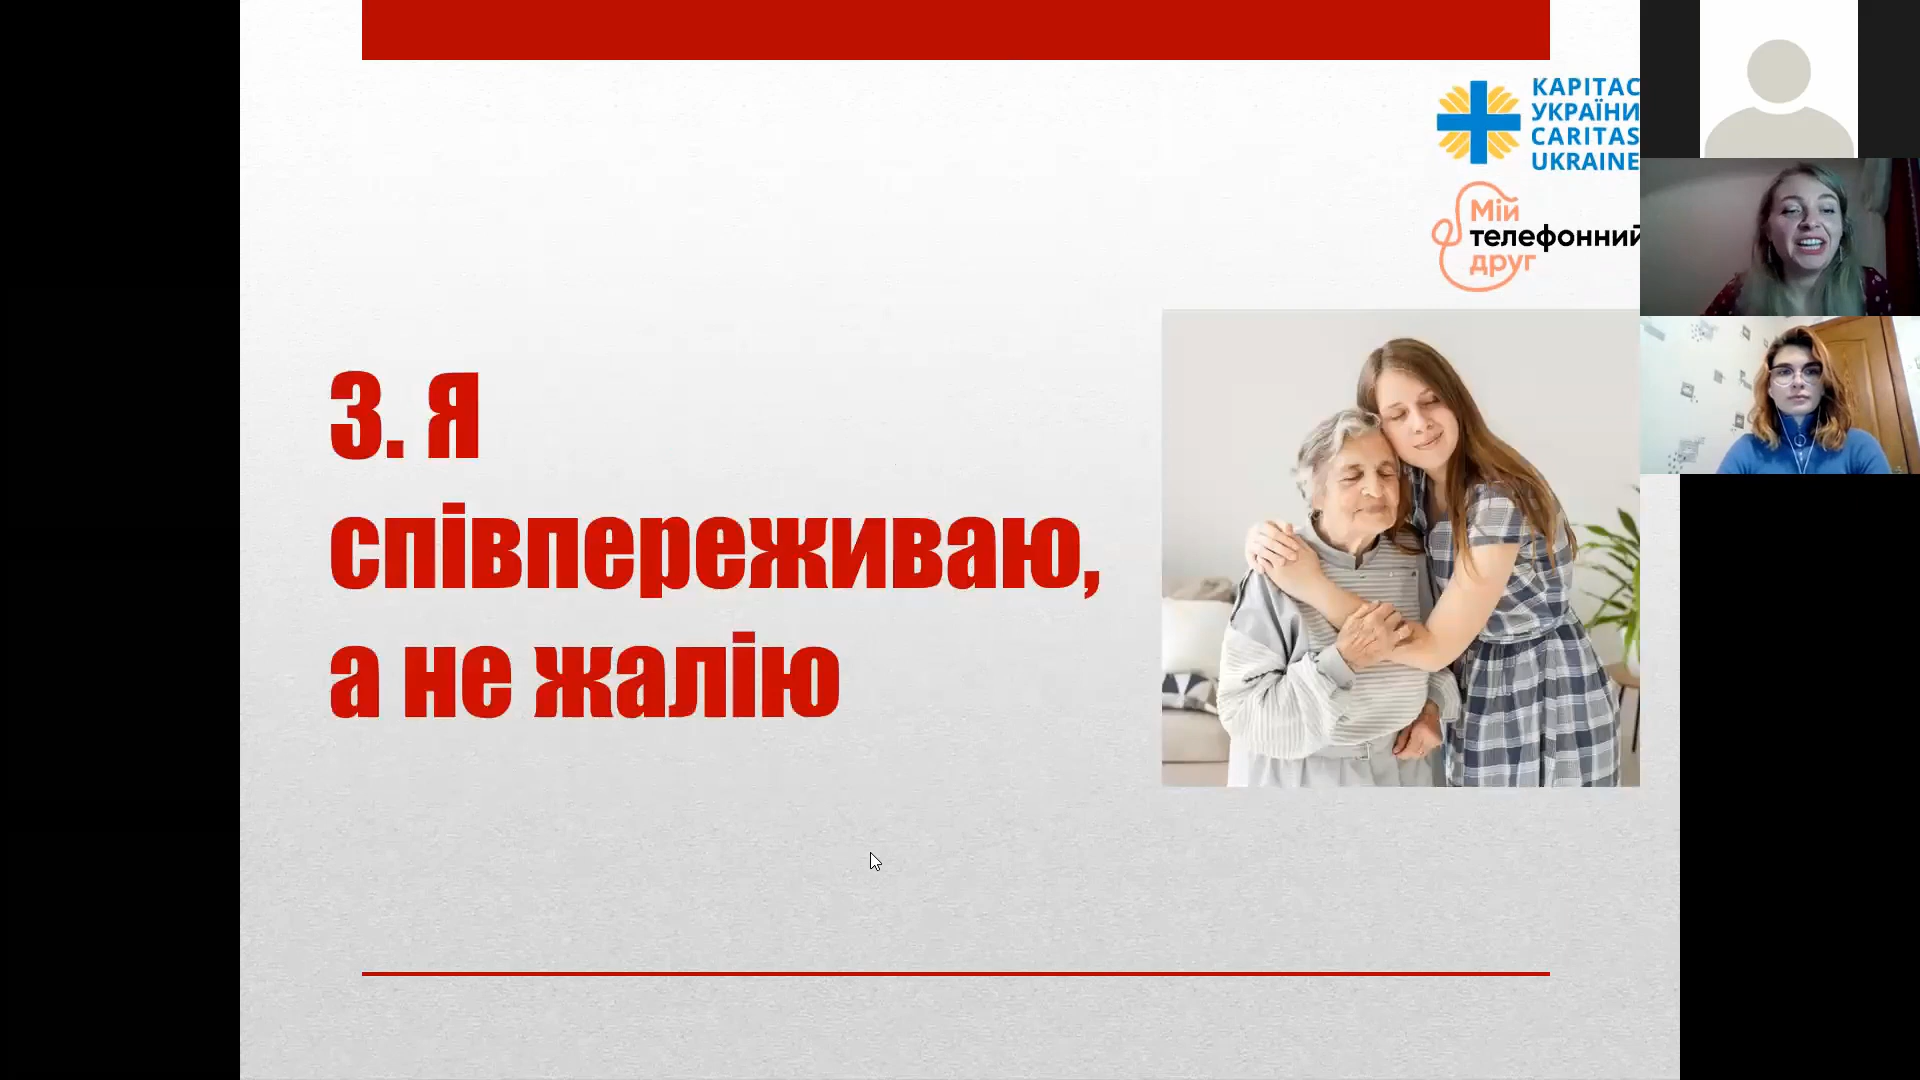 КАРІТАС
УКРАЇНИ
CARITAS
UKRAINE
Мій
телефонний
друг
3. Я
співпереживаю,
а не жалію